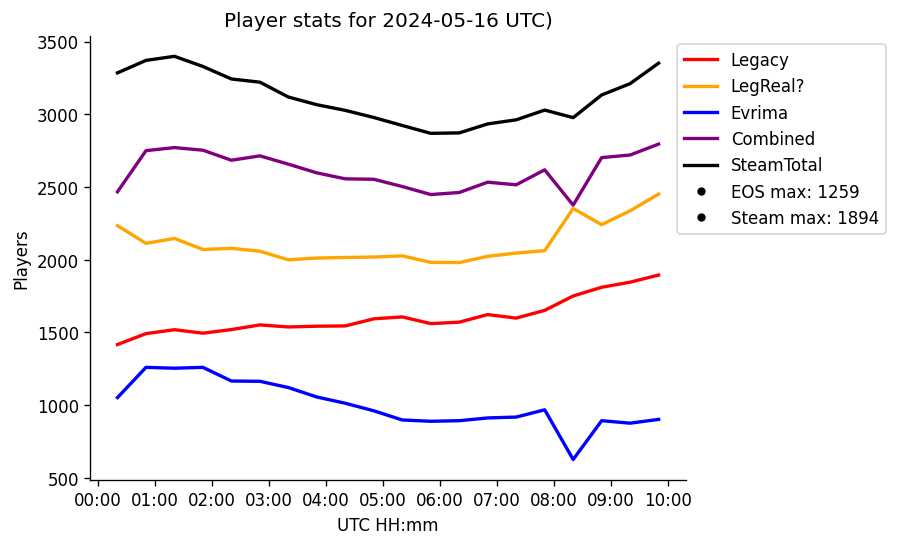 Player stats for 2024-05-16 UTC)
3500
3000
2500
2000
1500
1000
500
Players
00:00 01:00 02:00 03:00 04:00 05:00 06:00 07:00 08:00 09:00 10:00
UTC HH:mm
Legacy
LegReal?
Evrima
Combined
SteamTotal
EOS max: 1259
Steam max: 1894